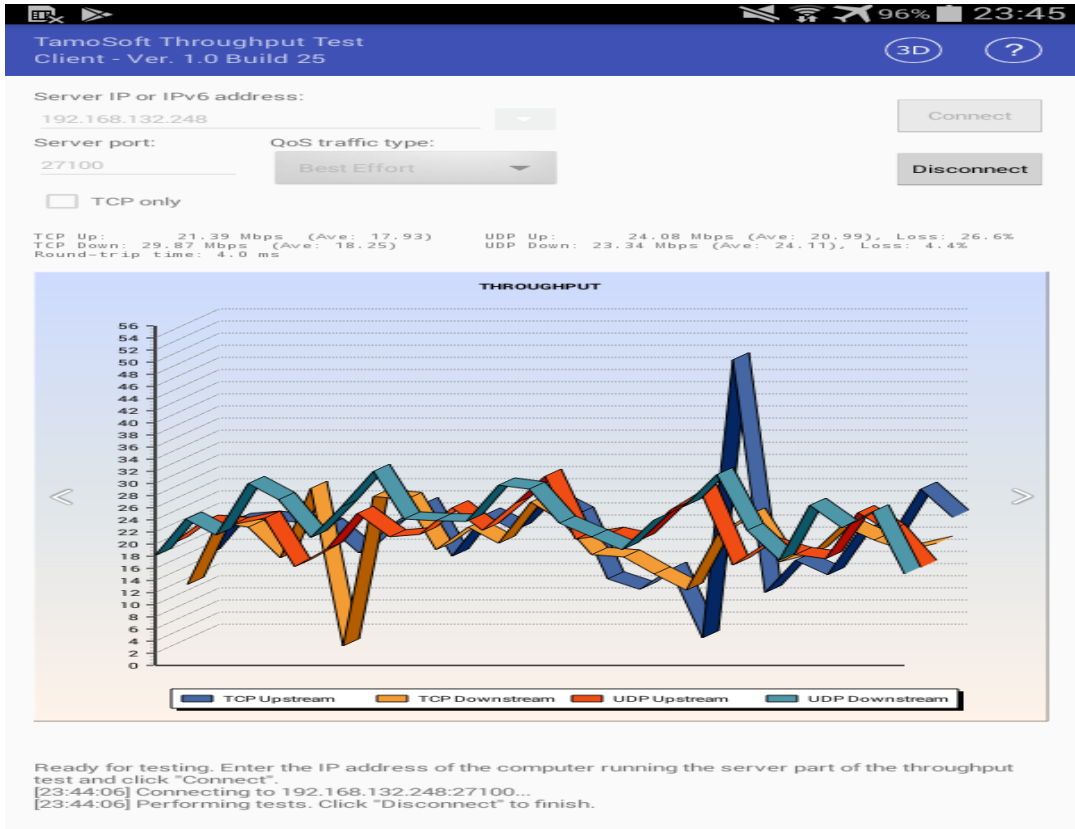 96% 23:45
TamoSoft Throughput Test
Client - Ver. 1.0 Build 25
3D ?
Server IP or IPv6 address:
192.168.132.248
Connect
Server port: QoS traffic type:
27100 Best Effort
Disconnect
TCP only
TCP Up: 21.39 Mbps (Ave: 17.93) UDP Up: 24.08 Mbps (Ave: 20.99), Loss: 26.6%
TCP Down: 29.87 Mbps (Ave: 18.25) UDP Down: 23.34 Mbps (Ave: 24.11), Loss: 4.4%
Round-trip time: 4.0 ms
THROUGHPUT
56
54
52
50
48
46
44
42
40
38
36
34
32
30
28
26
24
22
20
18
16
14
12
10
8
6
4
2
0
TCP Upstream TCP Downstream UDP Upstream UDP Downstream
Ready for testing. Enter the IP address of the computer running the server part of the throughput
test and click "Connect".
[23:44:06] Connecting to 192.168.132.248:27100...
[23:44:06] Performing tests. Click "Disconnect" to finish.